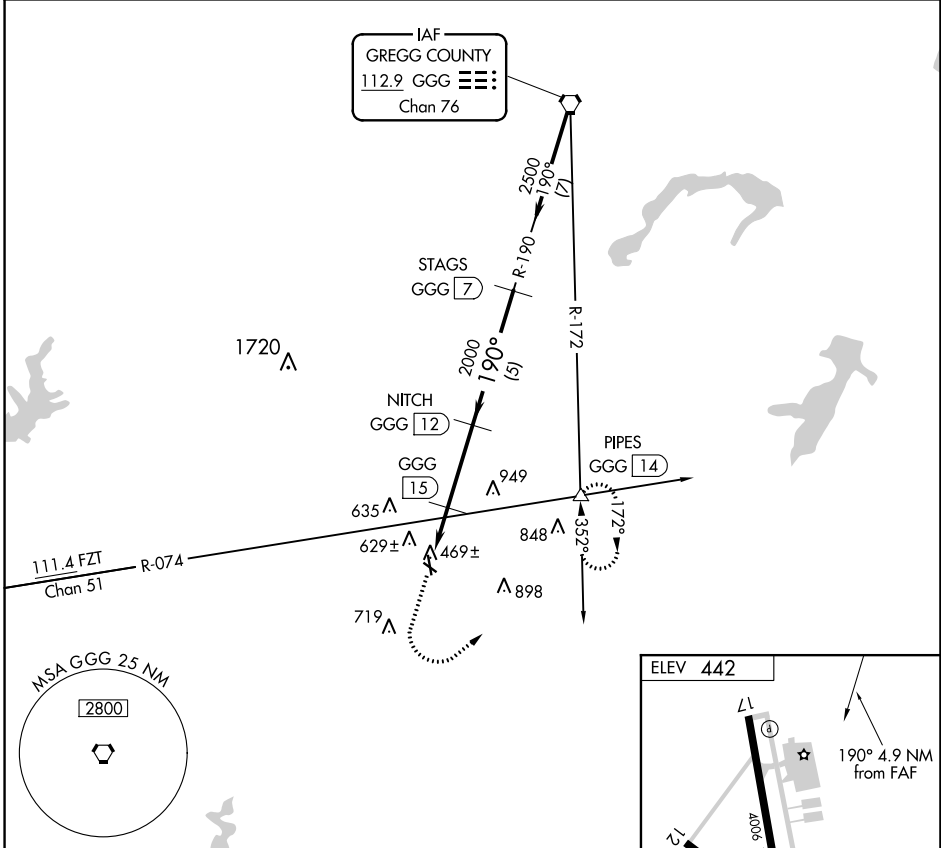 IAF
GREGG COUNTY
112.9 GGG
Chan 76
2500
190°
(7)
R-190
STAGS
GGG 7
R-172
1720
2000
190°
(5)
NITCH
GGG 12
PIPES
GGG 14
GGG
15
949
635
172°
629±
469±
848
352°
111.4 FZT
R-074
Chan 51
898
719
MSA GGG 25 NM
2800
ELEV 442
17
P
190° 4.9 NM
from FAF
4006
12